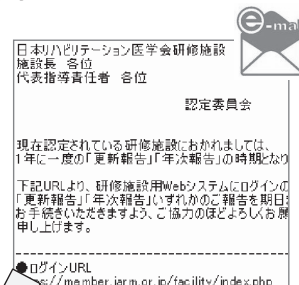 e-mai
日本リハビリテーション医学会研修施設
施設長 各位
代表指導責任者 各位
認定委員会
現在認定されている研修施設におかれましては、
1年に一度の「更新報告」「年次報告」の時期となり
下記URLより、研修施設用Webシステムにログインの
「更新報告」「年次報告」いずれかのご報告を期日
お手続きいただきますよう、ご協力のほどよろしくお願
申し上げます。
●ログインURL
s://member.jarm.or.jp/facility/index.php